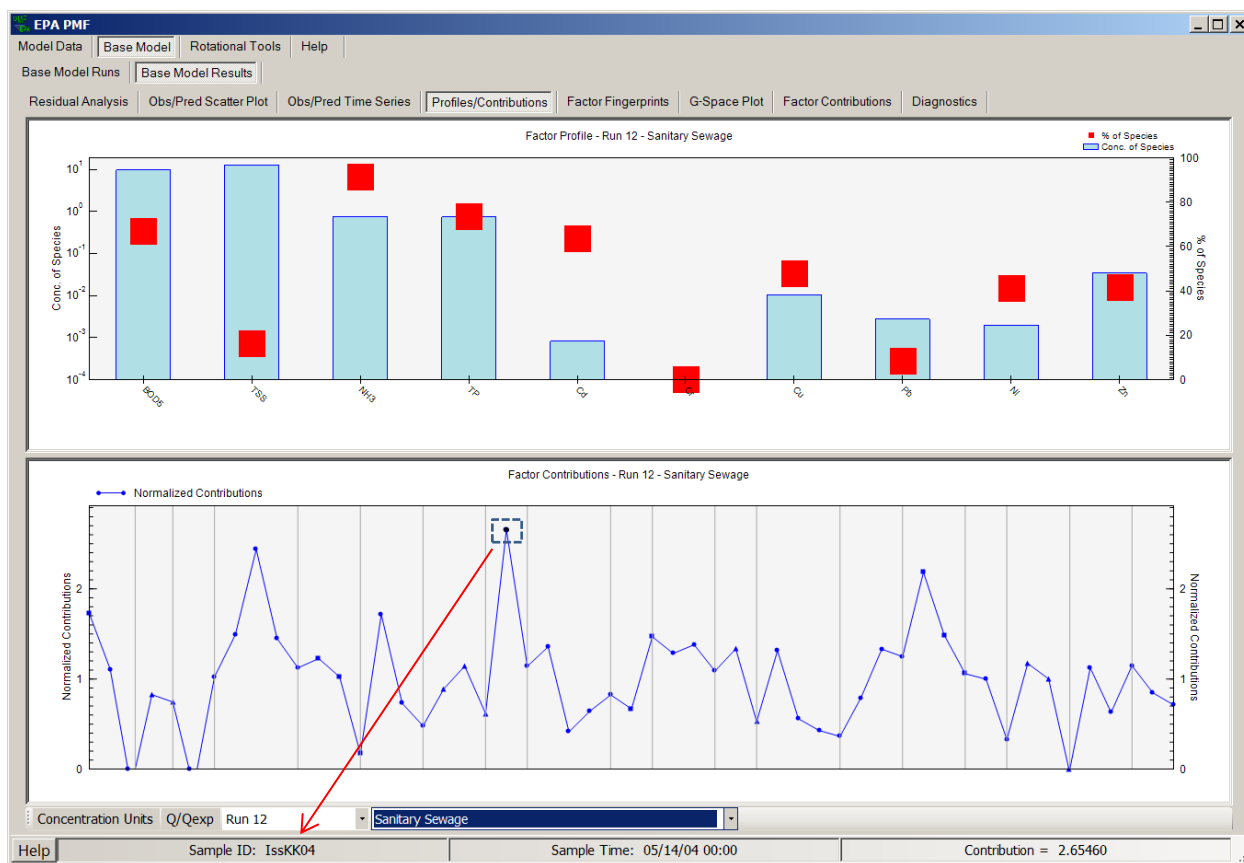 EPA PMF
Model Data Base Model Rotational Tools Help
Base Model Runs Base Model Results
Residual Analysis Obs/Pred Scatter Plot Obs/Pred Time Series Profiles/Contributions Factor Fingerprints G-Space Plot Factor Contributions Diagnostics
Factor Profile - Run 12 - Sanitary Sewage
% of Species
Conc. of Species
Conc. of Species
10^1
10^0
10^-1
10^-2
10^-3
10^-4
100
80
60
40
20
0
% of Species
BOD5 TSS NH3 TP Cd Cr Cu Pb Ni Zn
Factor Contributions - Run 12 - Sanitary Sewage
Normalized Contributions
Normalized Contributions
2
1
0
2
1
0
Normalized Contributions
Concentration Units Q/Qexp Run 12 Sanitary Sewage
Help Sample ID: IssKK04 Sample Time: 05/14/04 00:00 Contribution = 2.65460